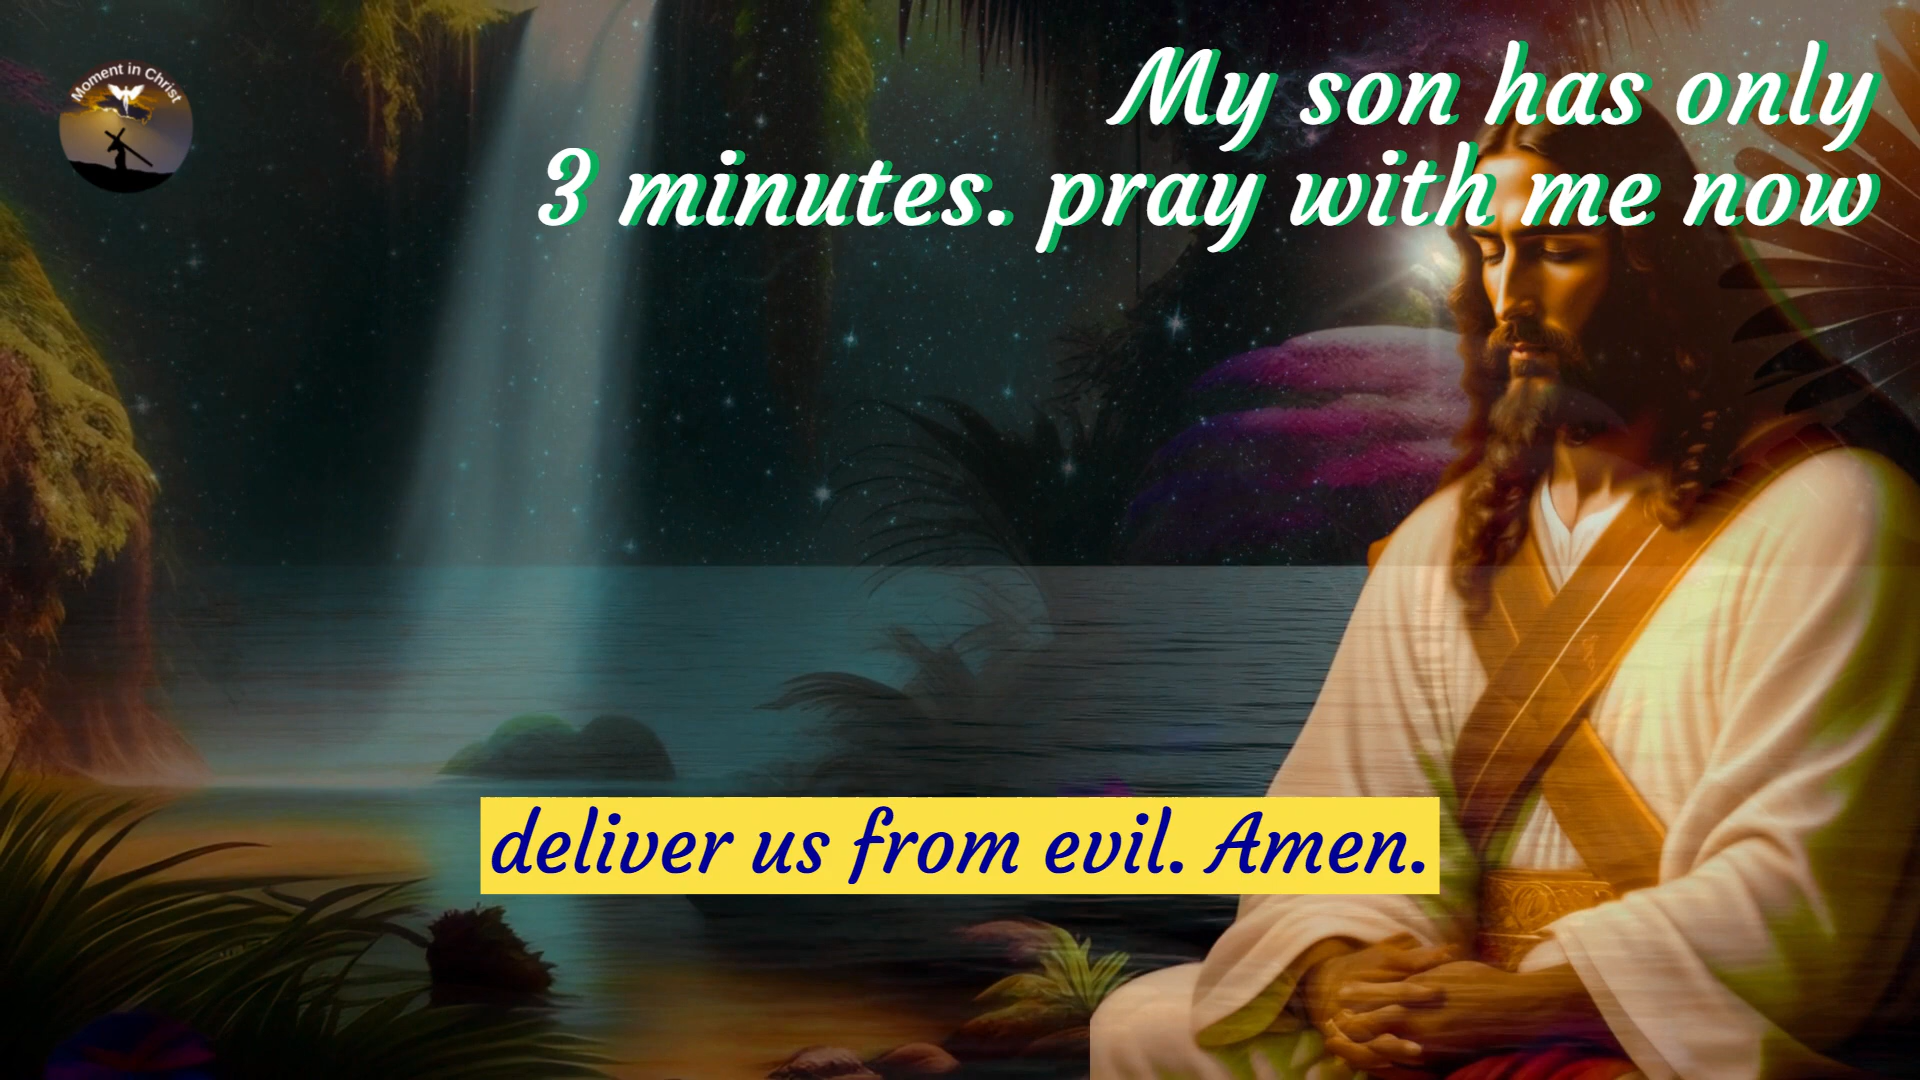 Moment in Christ
My son has only
3 minutes. pray with me now
deliver us from evil. Amen.